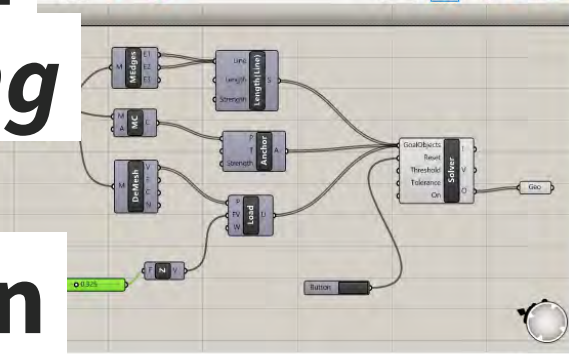 g
n
M
MEdges
E1
E2
E3
Line
Length
Strength
Length(Line)
S
M
A
MC
C
P
T
Strength
Anchor
A
M
DeMesh
V
F
C
N
P
FV
W
Load
U
F
Z
V
0.325
GoalObjects
Reset
Threshold
Tolerance
On
Solver
I
V
O
Geo
Button